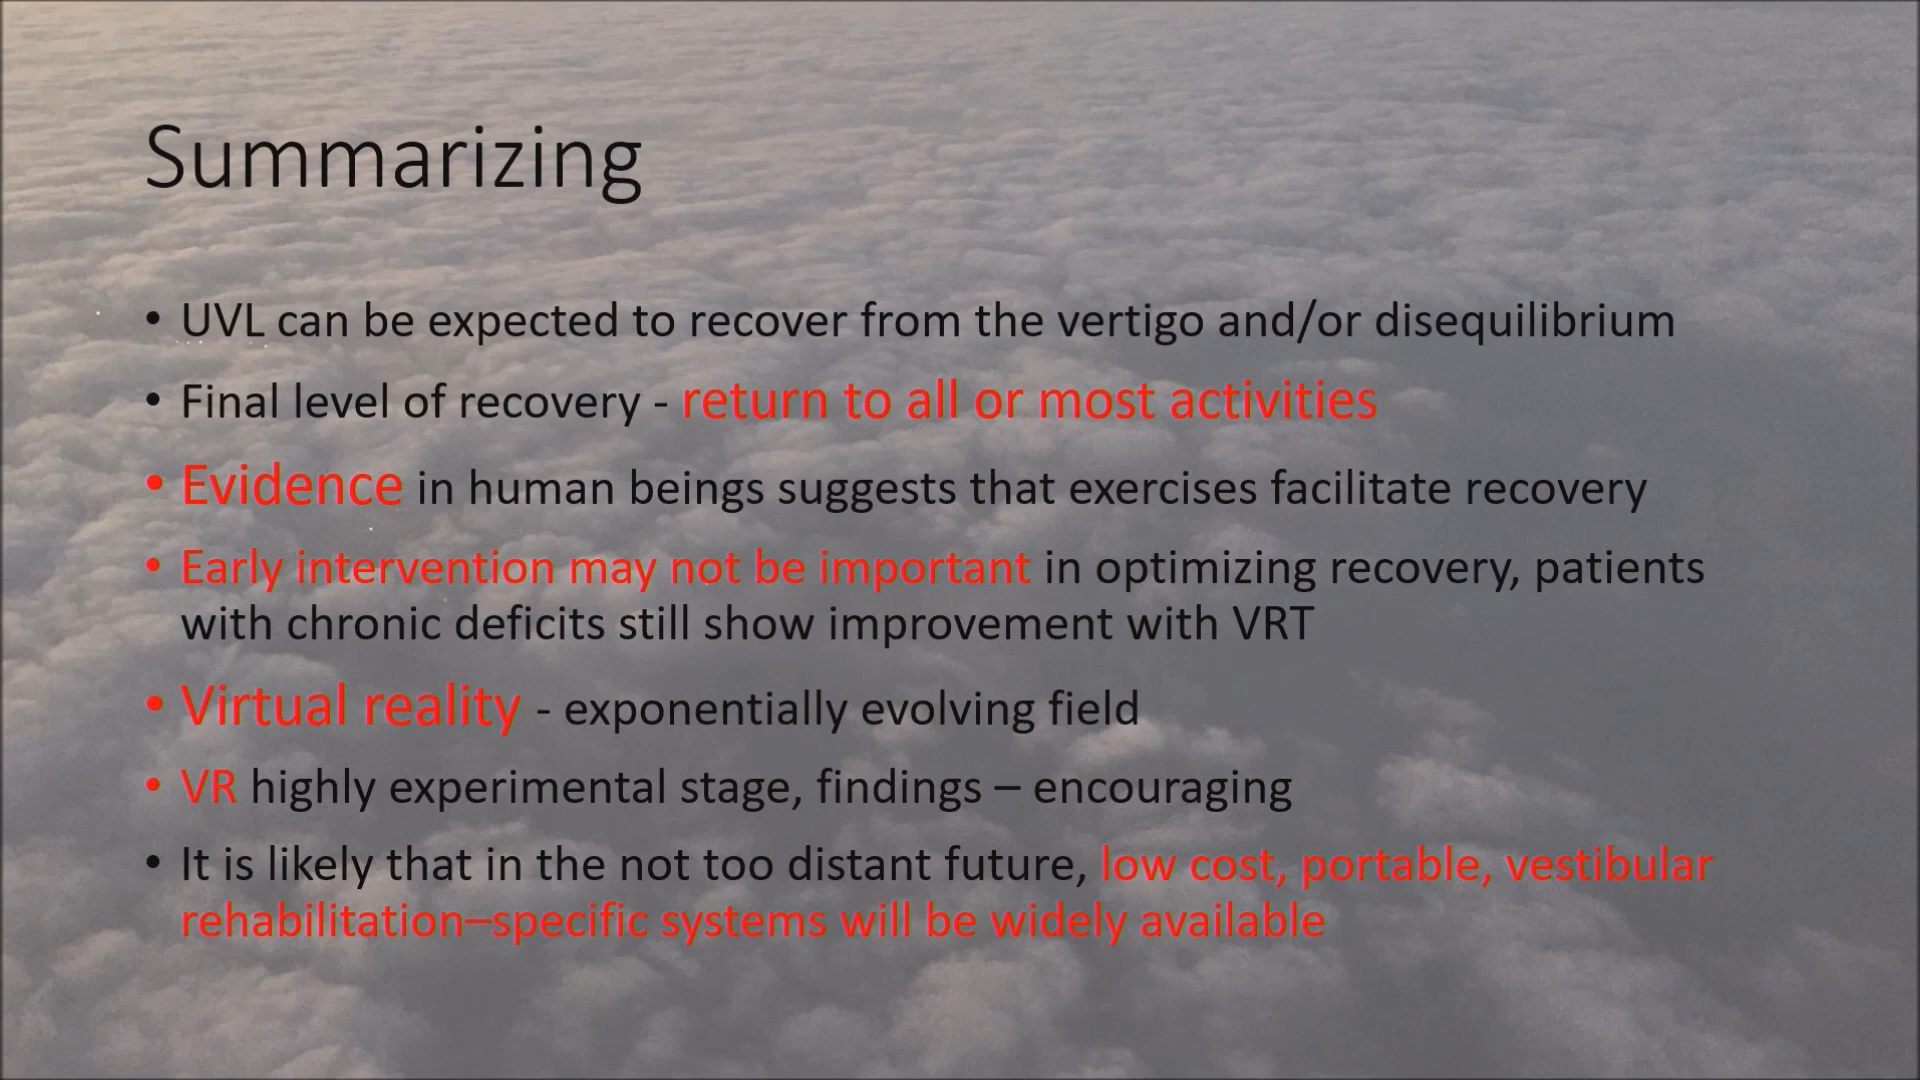 Summarizing
• UVL can be expected to recover from the vertigo and/or disequilibrium
• Final level of recovery - return to all or most activities
• Evidence in human beings suggests that exercises facilitate recovery
• Early intervention may not be important in optimizing recovery, patients
with chronic deficits still show improvement with VRT
• Virtual reality - exponentially evolving field
• VR highly experimental stage, findings – encouraging
• It is likely that in the not too distant future, low cost, portable, vestibular
rehabilitation–specific systems will be widely available